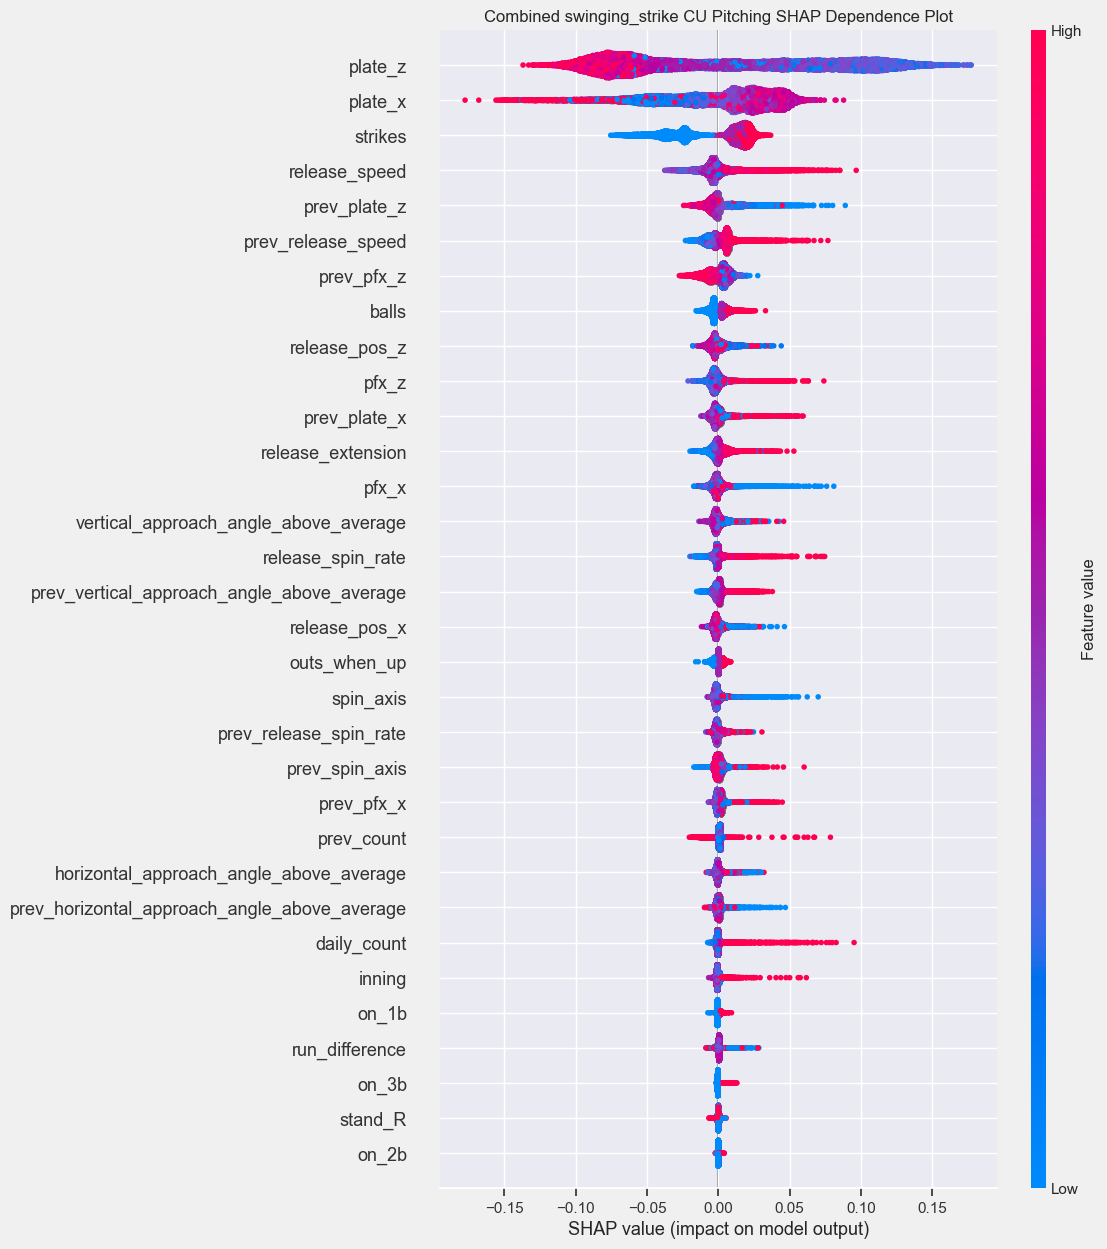 Combined swinging_strike CU Pitching SHAP Dependence Plot
High
plate_z
plate_x
strikes
release_speed
prev_plate_z
prev_release_speed
prev_pfx_z
balls
release_pos_z
pfx_z
prev_plate_x
release_extension
pfx_x
vertical_approach_angle_above_average
release_spin_rate
prev_vertical_approach_angle_above_average
release_pos_x
outs_when_up
spin_axis
prev_release_spin_rate
prev_spin_axis
prev_pfx_x
prev_count
horizontal_approach_angle_above_average
prev_horizontal_approach_angle_above_average
daily_count
inning
on_1b
run_difference
on_3b
stand_R
on_2b
Feature value
Low
−0.15 −0.10 −0.05 0.00 0.05 0.10 0.15
SHAP value (impact on model output)